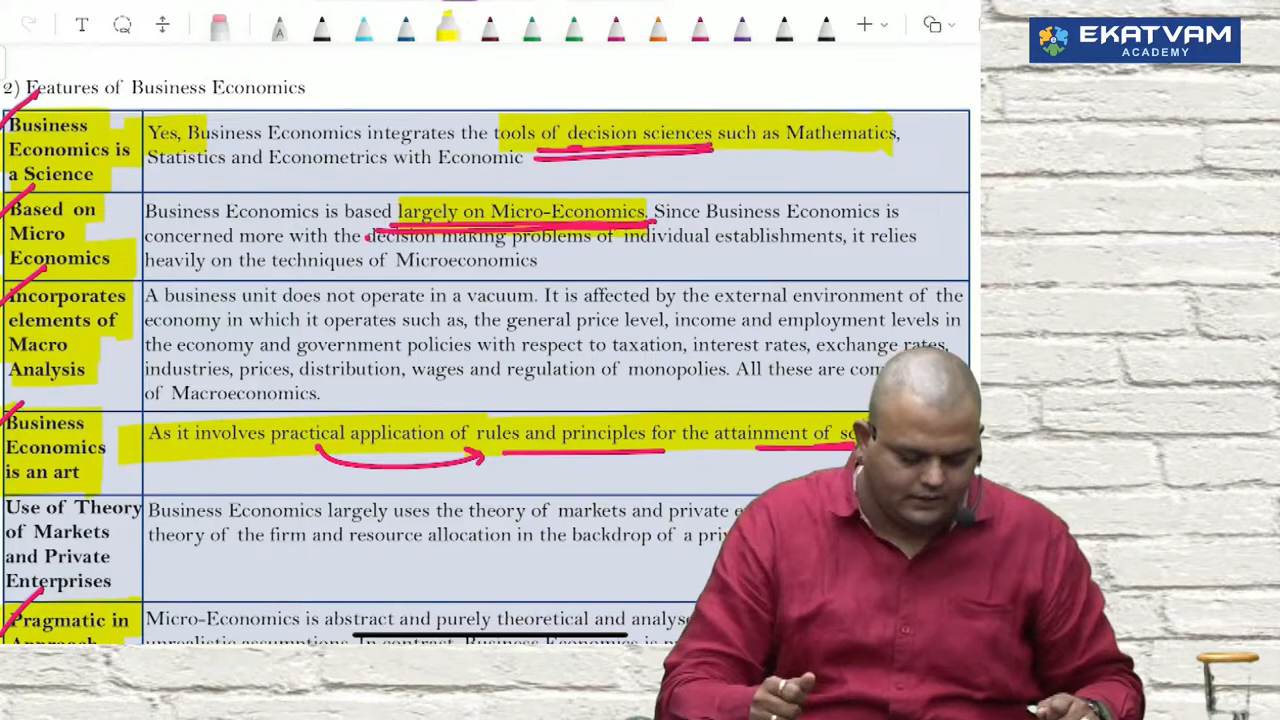 EKATVAM
ACADEMY
2) Features of Business Economics
Business
Economics is
a Science
Yes, Business Economics integrates the tools of decision sciences such as Mathematics,
Statistics and Econometrics with Economic
Based on
Micro
Economics
Business Economics is based largely on Micro-Economics. Since Business Economics is
concerned more with the decision making problems of individual establishments, it relies
heavily on the techniques of Microeconomics
Incorporates
elements of
Macro
Analysis
A business unit does not operate in a vacuum. It is affected by the external environment of the
economy in which it operates such as, the general price level, income and employment levels in
the economy and government policies with respect to taxation, interest rates, exchange rates,
industries, prices, distribution, wages and regulation of monopolies. All these are
of Macroeconomics.
Business
Economics
is an art
As it involves practical application of rules and principles for the attainment of
Use of Theory
of Markets
and Private
Enterprises
Business Economics largely uses the theory of markets and private
theory of the firm and resource allocation in the backdrop of a
Pragmatic in
Approach
Micro-Economics is abstract and purely theoretical and
unrealistic assumptions. In contrast, Business Economics is